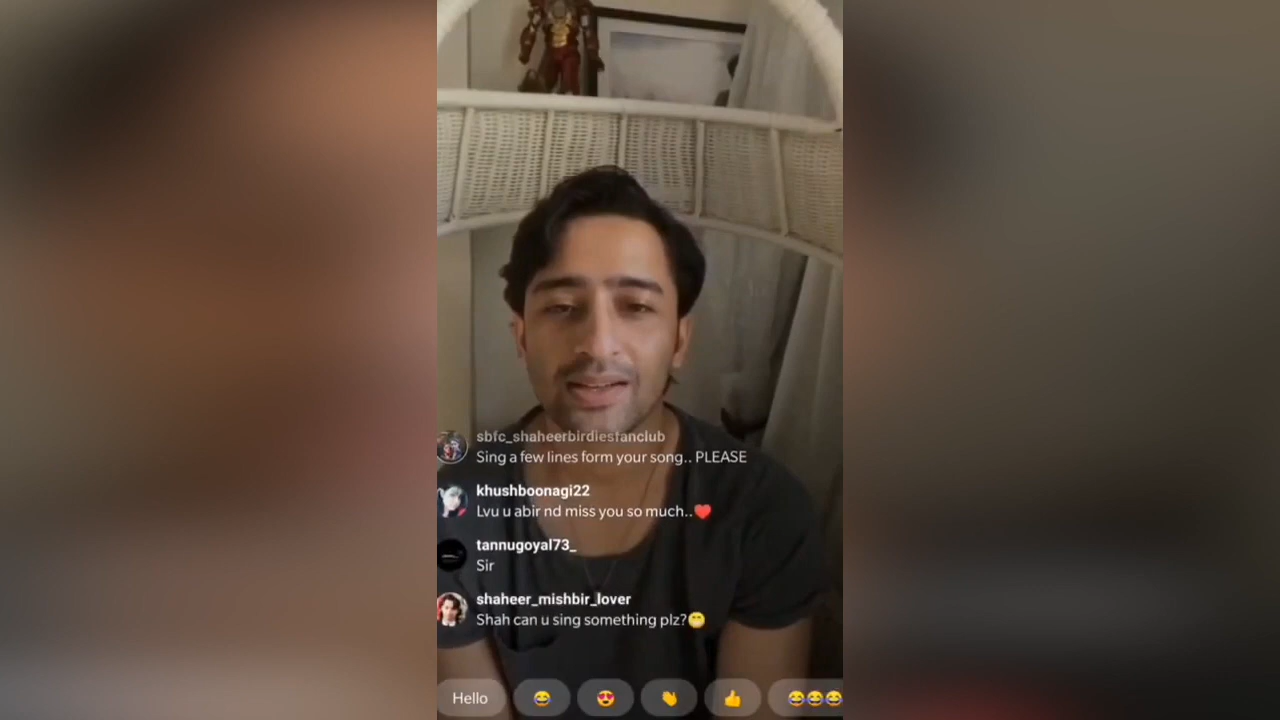 sbfc_shaheerbirdiesfanclub
Sing a few lines form your song.. PLEASE
khushboonagi22
Lvu u abir nd miss you so much..❤️
tannugoyal73_
Sir
shaheer_mishbir_lover
Shah can u sing something plz?😁
Hello 😂 😍 👏 👍 😂😂😂